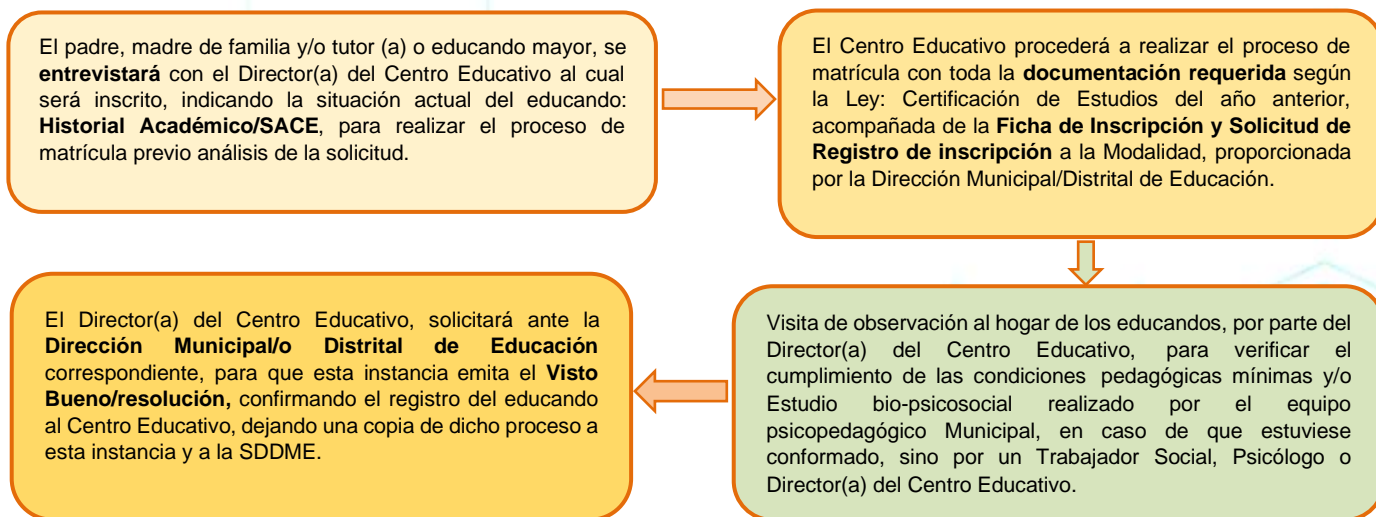 El padre, madre de familia y/o tutor (a) o educando mayor, se
entrevistará con el Director(a) del Centro Educativo al cual
será inscrito, indicando la situación actual del educando:
Historial Académico/SACE, para realizar el proceso de
matrícula previo análisis de la solicitud.
El Centro Educativo procederá a realizar el proceso de
matrícula con toda la documentación requerida según
la Ley: Certificación de Estudios del año anterior,
acompañada de la Ficha de Inscripción y Solicitud de
Registro de inscripción a la Modalidad, proporcionada
por la Dirección Municipal/Distrital de Educación.
Visita de observación al hogar de los educandos, por parte del
Director(a) del Centro Educativo, para verificar el
cumplimiento de las condiciones pedagógicas mínimas y/o
Estudio bio-psicosocial realizado por el equipo
psicopedagógico Municipal, en caso de que estuviese
conformado, sino por un Trabajador Social, Psicólogo o
Director(a) del Centro Educativo.
El Director(a) del Centro Educativo, solicitará ante la
Dirección Municipal/o Distrital de Educación
correspondiente, para que esta instancia emita el Visto
Bueno/resolución, confirmando el registro del educando
al Centro Educativo, dejando una copia de dicho proceso a
esta instancia y a la SDDME.